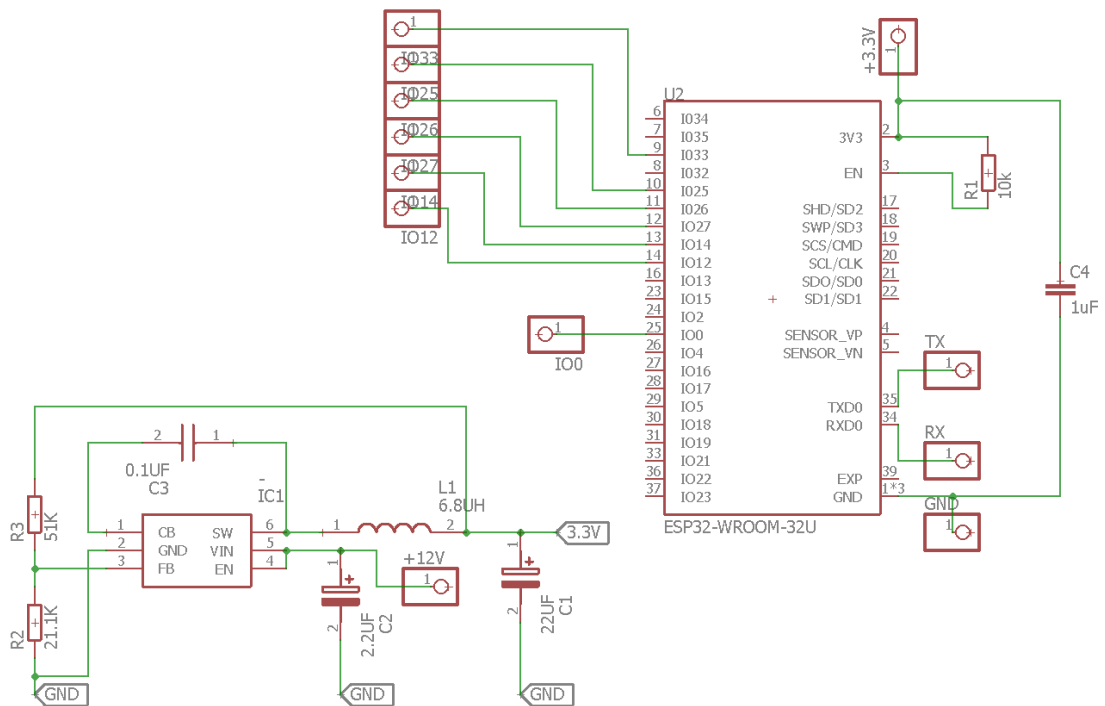 1
IO33
1
IO25
1
IO26
1
IO27
1
IO14
1
IO12
1
+3.3V
1
U2
6 IO34
7 IO35
9 IO33
8 IO32
10 IO25
11 IO26
12 IO27
13 IO14
14 IO12
16 IO13
23 IO15
24 IO2
25 IO0
26 IO4
27 IO16
28 IO17
29 IO5
30 IO18
31 IO19
33 IO21
36 IO22
37 IO23
3V3 2
EN 3
SHD/SD2 17
SWP/SD3 18
SCS/CMD 19
SCL/CLK 20
SDO/SD0 21
SD1/SD1 22
SENSOR_VP 4
SENSOR_VN 5
TXD0 35
RXD0 34
EXP 39
GND 1*3
ESP32-WROOM-32U
R1
10k
C4
1uF
1
IO0
TX
1
RX
1
GND
1
2 1
0.1UF
C3
-
IC1
1 CB
2 GND
3 FB
SW 6
VIN 5
EN 4
R3
51K
R2
21.1K
GND
L1
6.8UH
1 2
3.3V
+12V
1
1
2
2.2UF
C2
GND
1
2
22UF
C1
GND